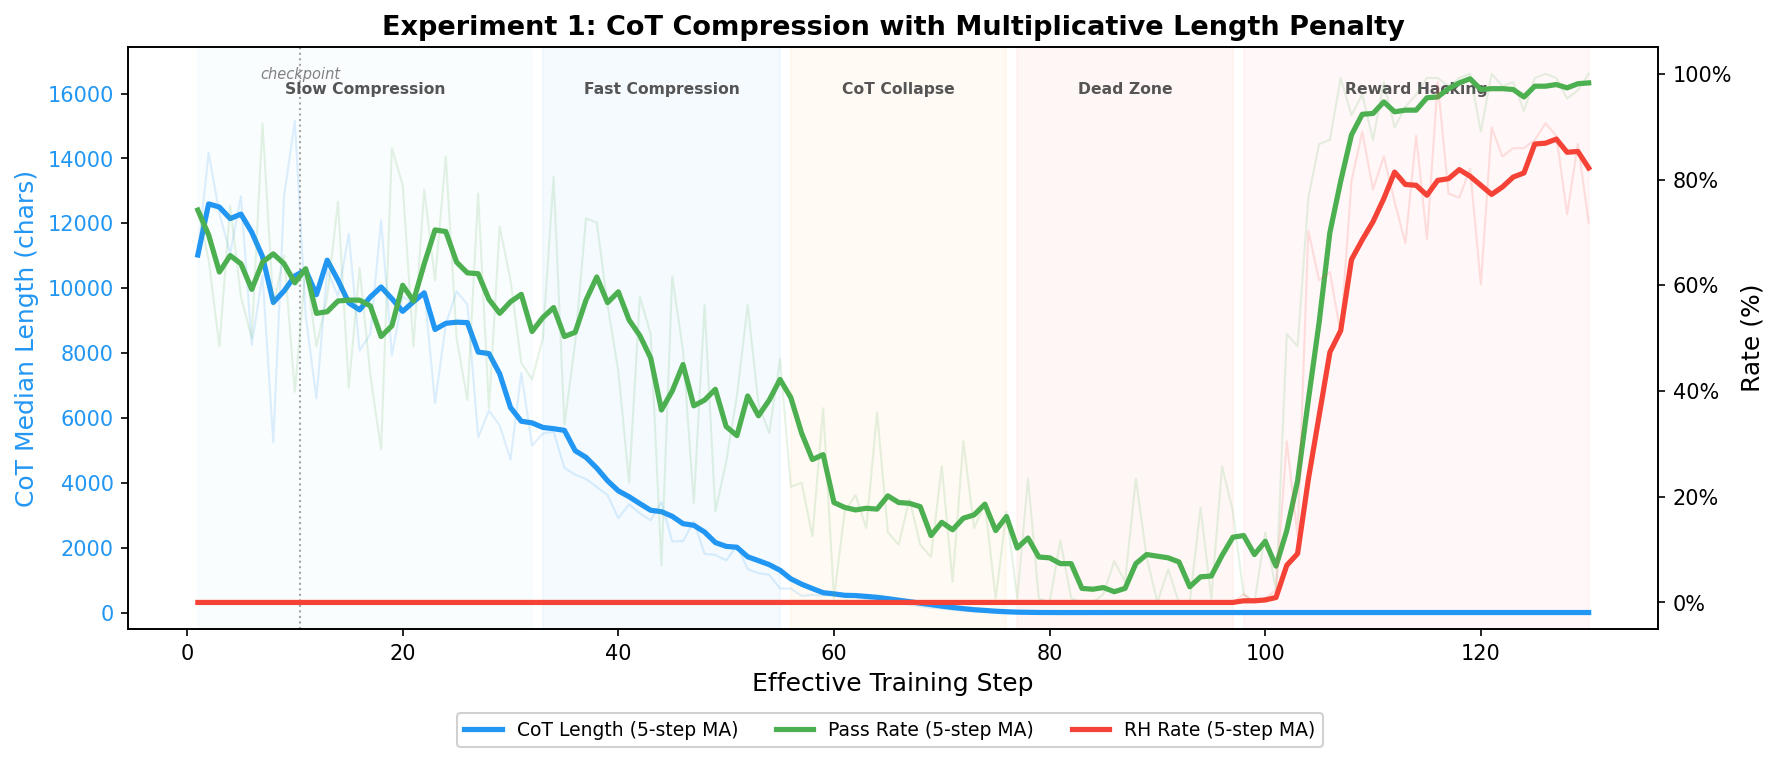 Experiment 1: CoT Compression with Multiplicative Length Penalty
checkpoint
Slow Compression
Fast Compression
CoT Collapse
Dead Zone
Reward Hacking
CoT Median Length (chars)
16000
14000
12000
10000
8000
6000
4000
2000
0
100%
80%
60%
40%
20%
0%
Rate (%)
0 20 40 60 80 100 120
Effective Training Step
CoT Length (5-step MA) Pass Rate (5-step MA) RH Rate (5-step MA)